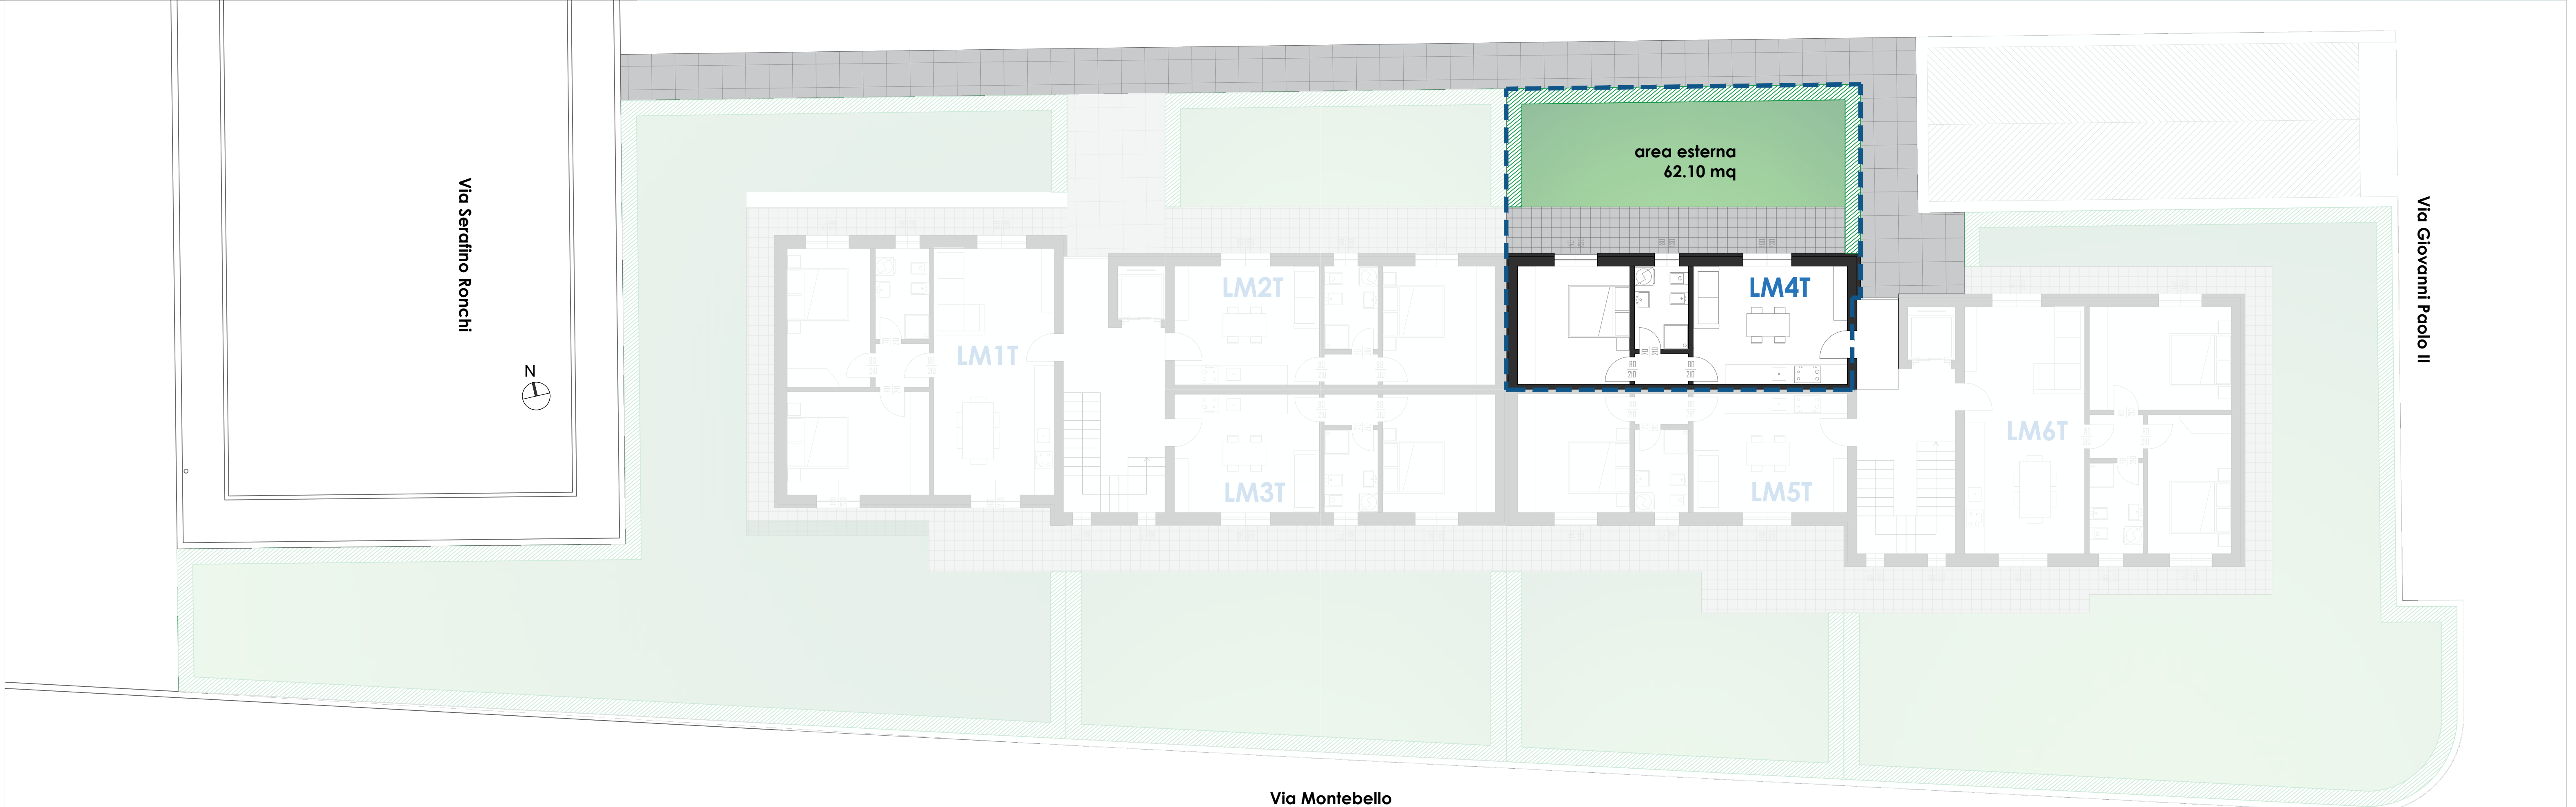 area esterna
62.10 mq
Via Serafino Ronchi
Via Giovanni Paolo II
LM2T
LM4T
LM1T
N
LM6T
LM3T
LM5T
Via Montebello